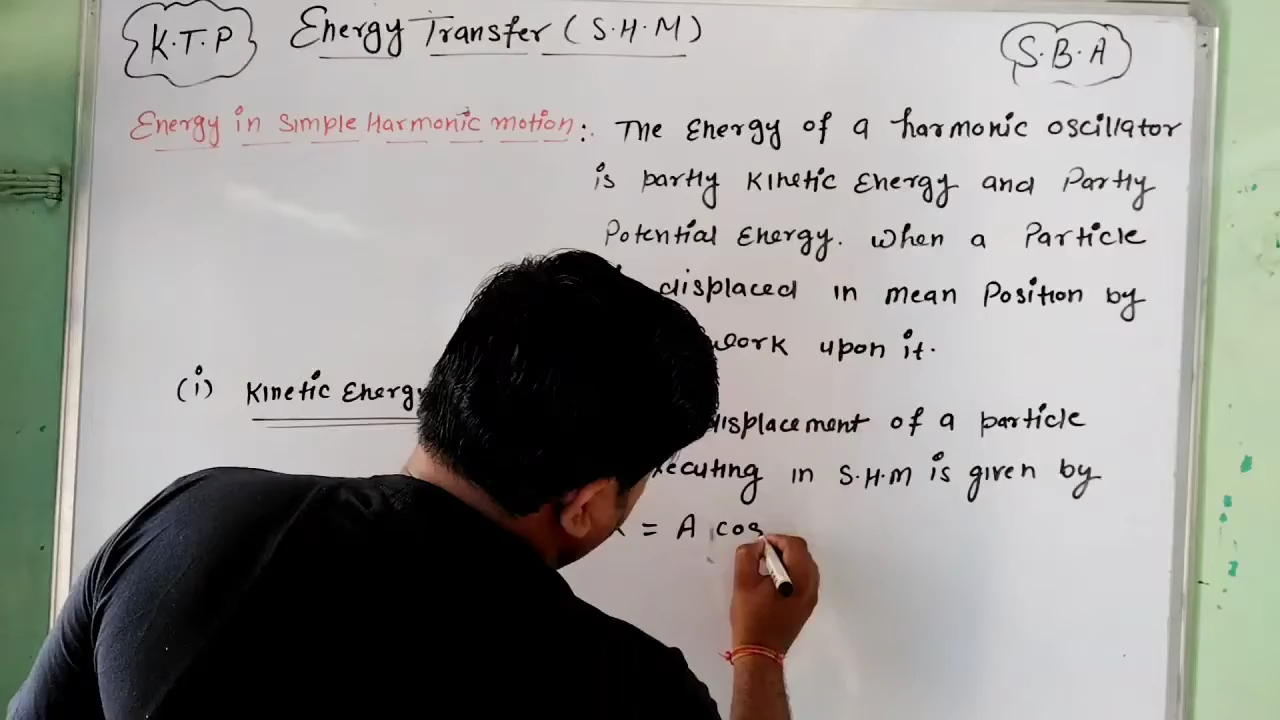 K.T.P
Energy Transfer (S.H.M)
S.B.A
Energy in Simple Harmonic motion:. The Energy of a harmonic oscillator
is partly Kinetic Energy and Partly
Potential Energy. When a Particle
displaced in mean Position by
work upon it.
(i) Kinetic Energy
displacement of a particle
in S.H.M is given by
= A cos